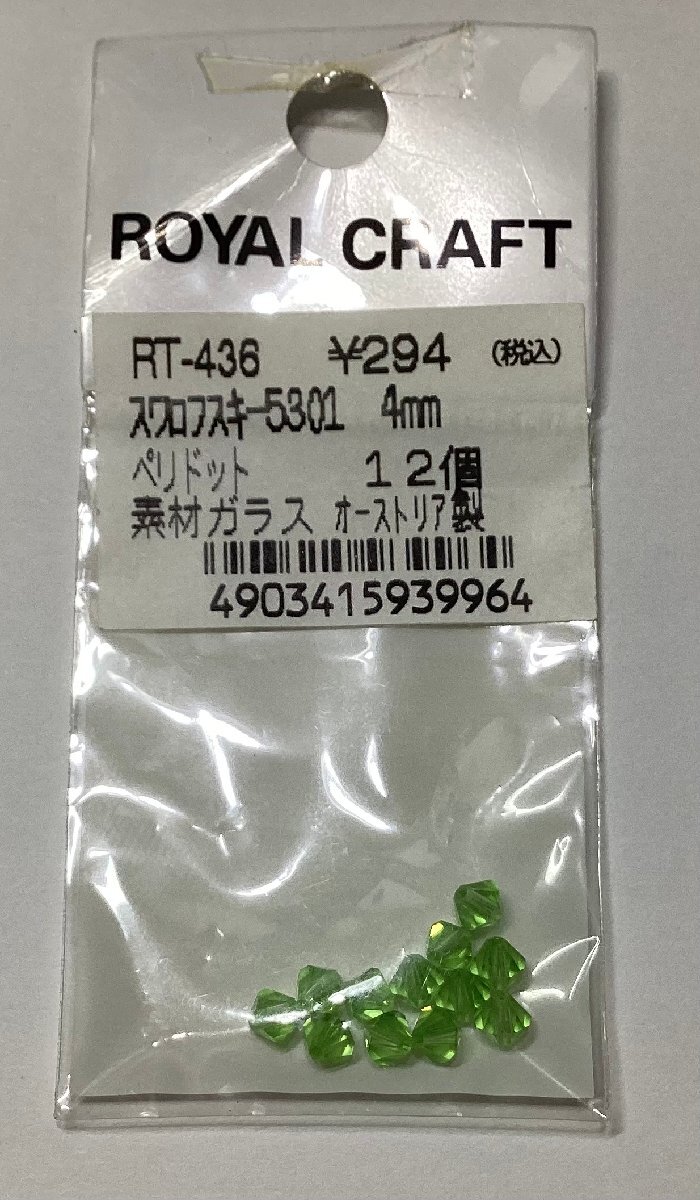 ROYAL CRAFT
RT-436 ¥294 (税込)
スワロフスキー5301 4mm
ペリドット 12個
素材ガラス オーストリア製
4903415939964